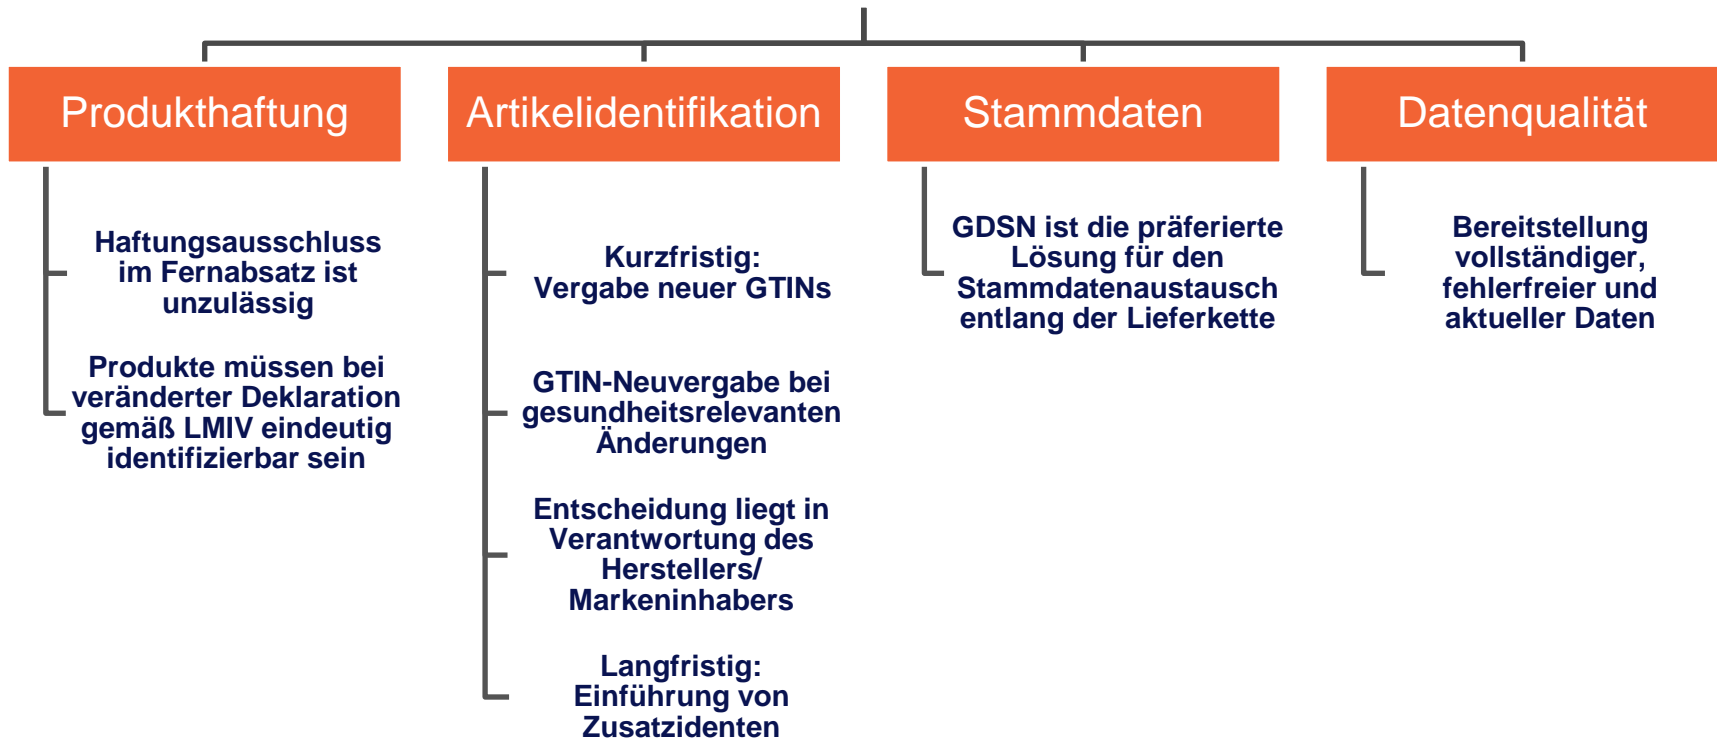 Produkthaftung
Haftungsausschluss
im Fernabsatz ist
unzulässig
Produkte müssen bei
veränderter Deklaration
gemäß LMIV eindeutig
identifizierbar sein
Artikelidentifikation
Kurzfristig:
Vergabe neuer GTINs
GTIN-Neuvergabe bei
gesundheitsrelevanten
Änderungen
Entscheidung liegt in
Verantwortung des
Herstellers/
Markeninhabers
Langfristig:
Einführung von
Zusatzidenten
Stammdaten
GDSN ist die präferierte
Lösung für den
Stammdatenaustausch
entlang der Lieferkette
Datenqualität
Bereitstellung
vollständiger,
fehlerfreier und
aktueller Daten